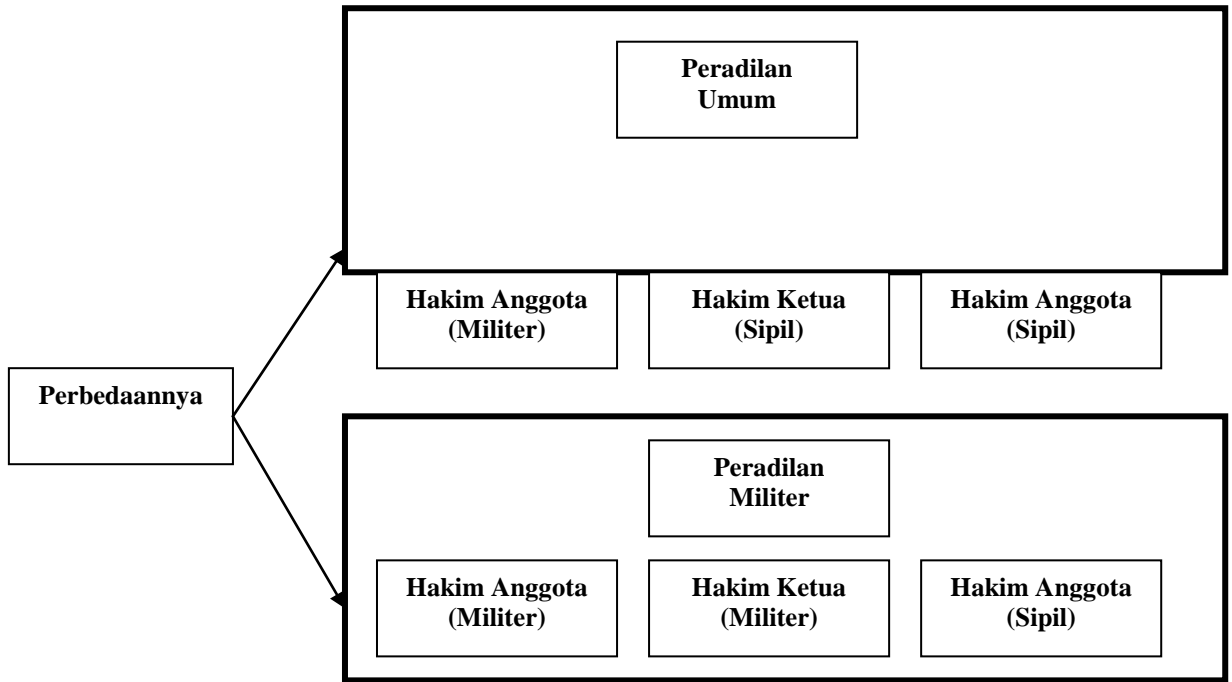 Peradilan
Umum
Hakim Anggota
(Militer)
Hakim Ketua
(Sipil)
Hakim Anggota
(Sipil)
Perbedaannya
Peradilan
Militer
Hakim Anggota
(Militer)
Hakim Ketua
(Militer)
Hakim Anggota
(Sipil)